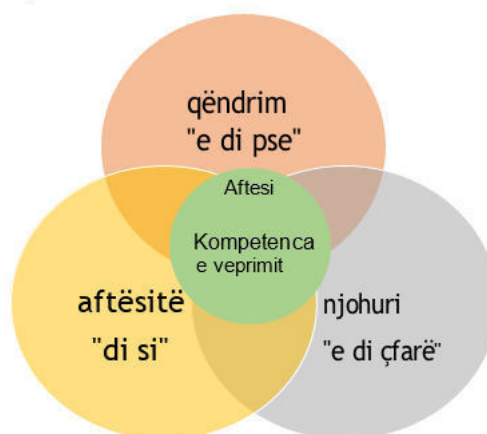 qëndrim
"e di pse"
Aftesi
Kompetenca
e veprimit
aftësitë
"di si"
njohuri
"e di çfarë"